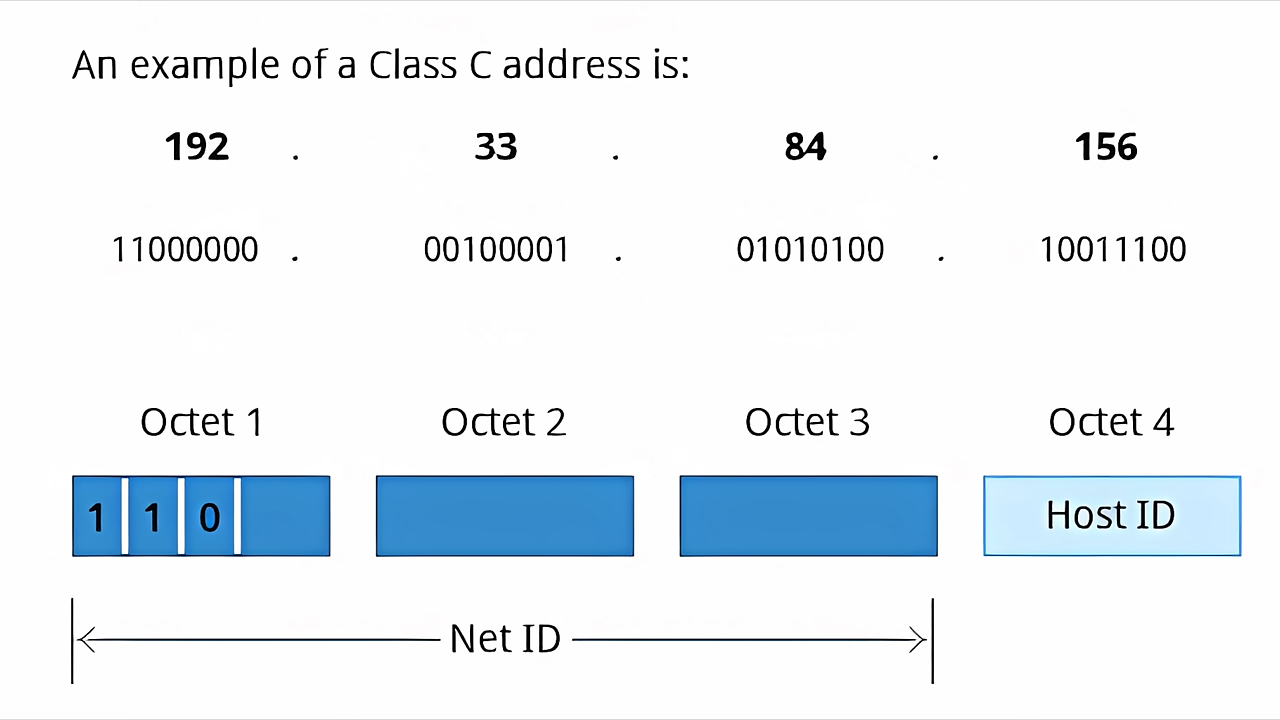 An example of a Class C address is:
192 . 33 . 84 . 156
11000000 . 00100001 . 01010100 . 10011100
Octet 1 Octet 2 Octet 3 Octet 4
1 1 0 Host ID
Net ID